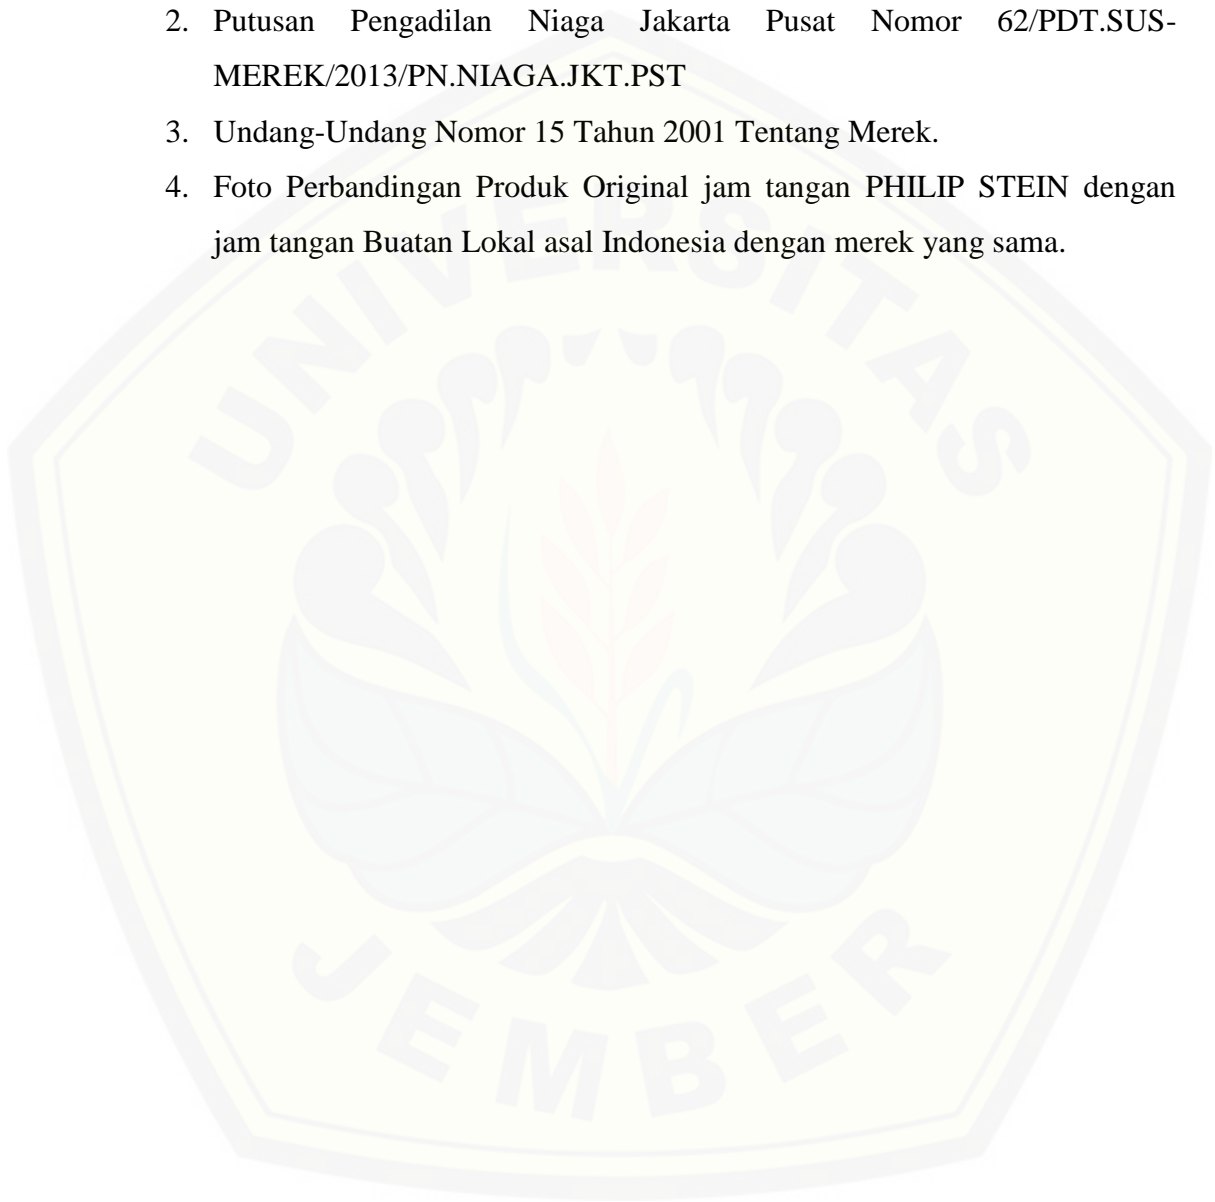 2. Putusan Pengadilan Niaga Jakarta Pusat Nomor 62/PDT.SUS-
MEREK/2013/PN.NIAGA.JKT.PST
3. Undang-Undang Nomor 15 Tahun 2001 Tentang Merek.
4. Foto Perbandingan Produk Original jam tangan PHILIP STEIN dengan
jam tangan Buatan Lokal asal Indonesia dengan merek yang sama.
UNIVERSITAS
JEMBER